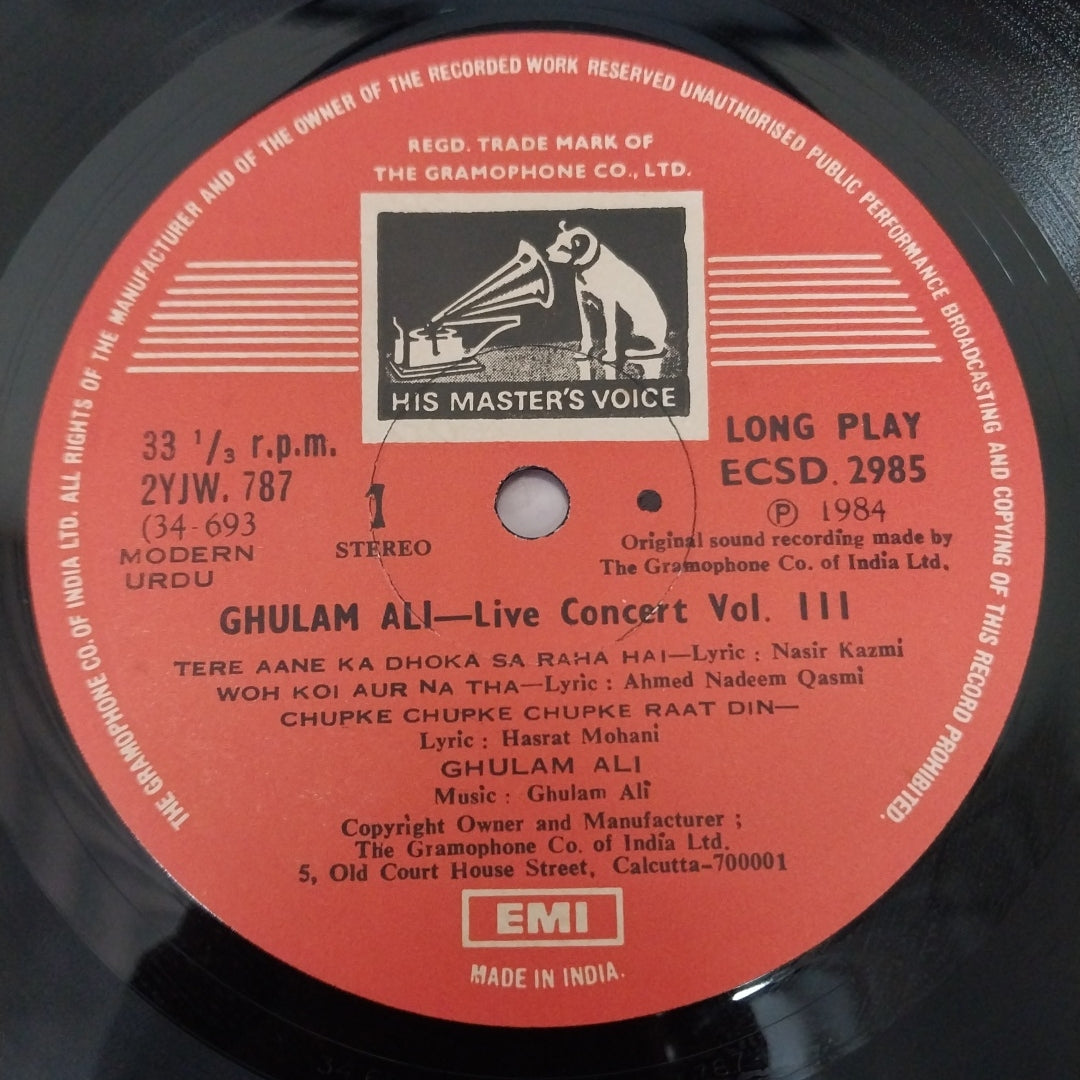 THE GRAMOPHONE CO. OF INDIA LTD. ALL RIGHTS OF THE MANUFACTURER AND OF THE OWNER OF THE RECORDED WORK RESERVED UNAUTHORISED PUBLIC PERFORMANCE BROADCASTING AND COPYING OF THIS RECORD PROHIBITED.
REGD. TRADE MARK OF
THE GRAMOPHONE CO., LTD.
HIS MASTER'S VOICE
33 1/3 r.p.m.
2YJW. 787
(34-693
MODERN
URDU
1
STEREO
LONG PLAY
ECSD. 2985
Ⓟ 1984
Original sound recording made by
The Gramophone Co. of India Ltd.
GHULAM ALI—Live Concert Vol. III
TERE AANE KA DHOKA SA RAHA HAI—Lyric : Nasir Kazmi
WOH KOI AUR NA THA—Lyric : Ahmed Nadeem Qasmi
CHUPKE CHUPKE CHUPKE RAAT DIN—
Lyric : Hasrat Mohani
GHULAM ALI
Music : Ghulam Ali
Copyright Owner and Manufacturer ;
The Gramophone Co. of India Ltd.
5, Old Court House Street, Calcutta-700001
EMI
MADE IN INDIA.